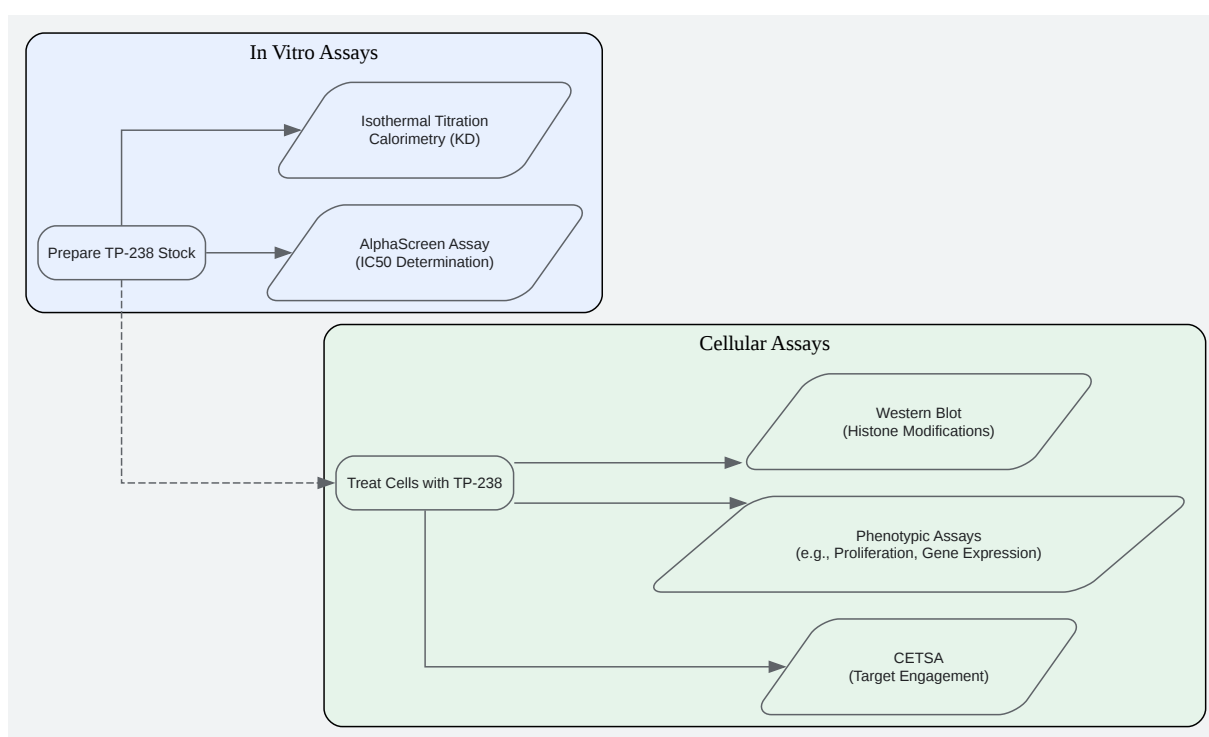 In Vitro Assays
Isothermal Titration
Calorimetry (KD)
Prepare TP-238 Stock
AlphaScreen Assay
(IC50 Determination)
Cellular Assays
Western Blot
(Histone Modifications)
Treat Cells with TP-238
Phenotypic Assays
(e.g., Proliferation, Gene Expression)
CETSA
(Target Engagement)